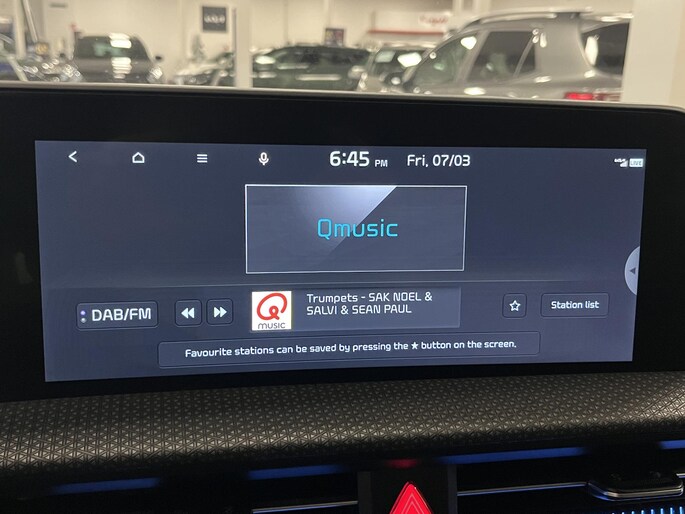 6:45 PM Fri, 07/03
LIVE
Qmusic
DAB/FM
Q
MUSIC
Trumpets - SAK NOEL &
SALVI & SEAN PAUL
Station list
Favourite stations can be saved by pressing the ★ button on the screen.